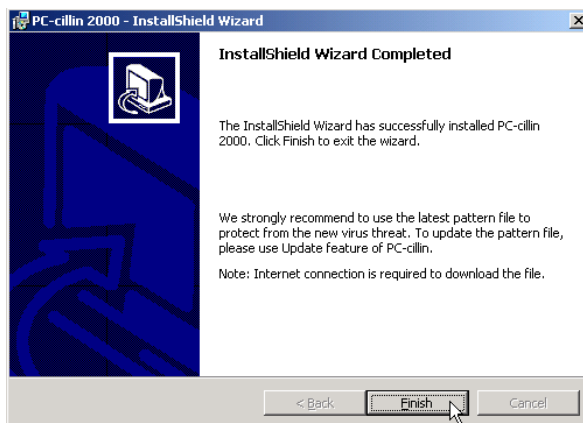 PC-cillin 2000 - InstallShield Wizard
InstallShield Wizard Completed
The InstallShield Wizard has successfully installed PC-cillin
2000. Click Finish to exit the wizard.
We strongly recommend to use the latest pattern file to
protect from the new virus threat. To update the pattern file,
please use Update feature of PC-cillin.
Note: Internet connection is required to download the file.
< Back
Finish
Cancel